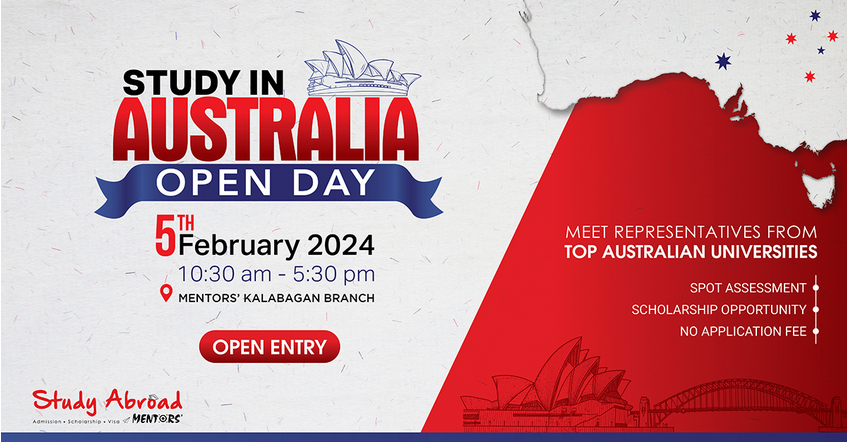 STUDY IN
AUSTRALIA
OPEN DAY
5TH February 2024
10:30 am - 5:30 pm
MENTORS' KALABAGAN BRANCH
OPEN ENTRY
MEET REPRESENTATIVES FROM
TOP AUSTRALIAN UNIVERSITIES
SPOT ASSESSMENT
SCHOLARSHIP OPPORTUNITY
NO APPLICATION FEE
Study Abroad
Admission • Scholarship • Visa MENTORS'